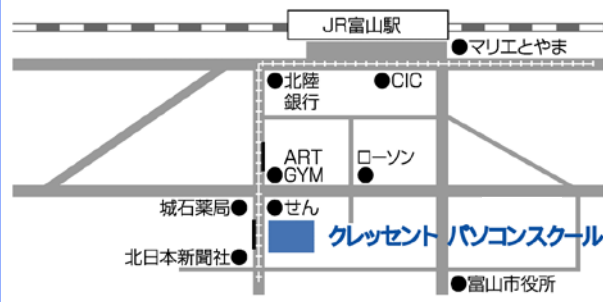 JR富山駅
●マリエとやま
●北陸
銀行
●CIC
ART
●GYM
ローソン
●
城石薬局●
●せん
クレッセント パソコンスクール
北日本新聞社●
●富山市役所